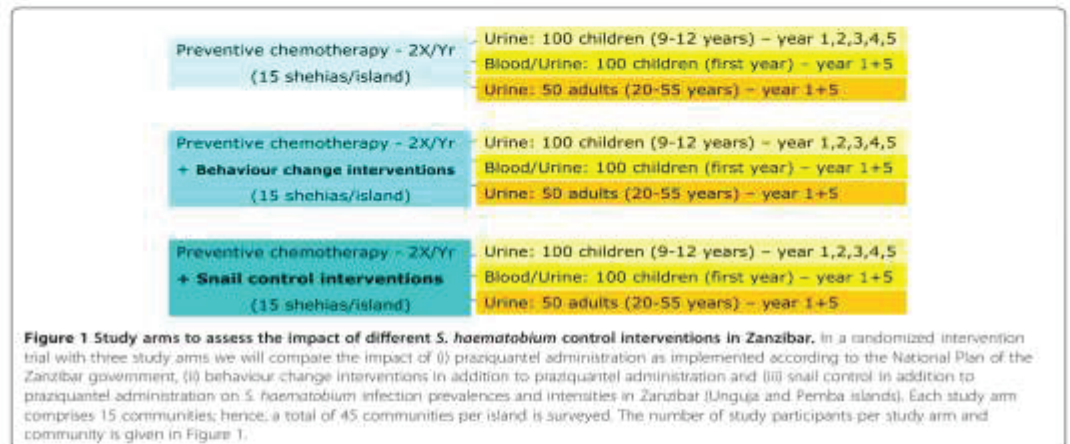 Preventive chemotherapy - 2X/Yr
(15 shehias/island)
Urine: 100 children (9-12 years) – year 1,2,3,4,5
Blood/Urine: 100 children (first year) – year 1+5
Urine: 50 adults (20-55 years) – year 1+5
Preventive chemotherapy - 2X/Yr
+ Behaviour change interventions
(15 shehias/island)
Urine: 100 children (9-12 years) – year 1,2,3,4,5
Blood/Urine: 100 children (first year) – year 1+5
Urine: 50 adults (20-55 years) – year 1+5
Preventive chemotherapy - 2X/Yr
+ Snail control interventions
(15 shehias/island)
Urine: 100 children (9-12 years) – year 1,2,3,4,5
Blood/Urine: 100 children (first year) – year 1+5
Urine: 50 adults (20-55 years) – year 1+5
Figure 1 Study arms to assess the impact of different S. haematobium control interventions in Zanzibar. In a randomized intervention
trial with three study arms we will compare the impact of (i) praziquantel administration as implemented according to the National Plan of the
Zanzibar government, (ii) behaviour change interventions in addition to praziquantel administration and (iii) snail control in addition to
praziquantel administration on S. haematobium infection prevalences and intensities in Zanzibar (Unguja and Pemba islands). Each study arm
comprises 15 communities; hence, a total of 45 communities per island is surveyed. The number of study participants per study arm and
community is given in Figure 1.